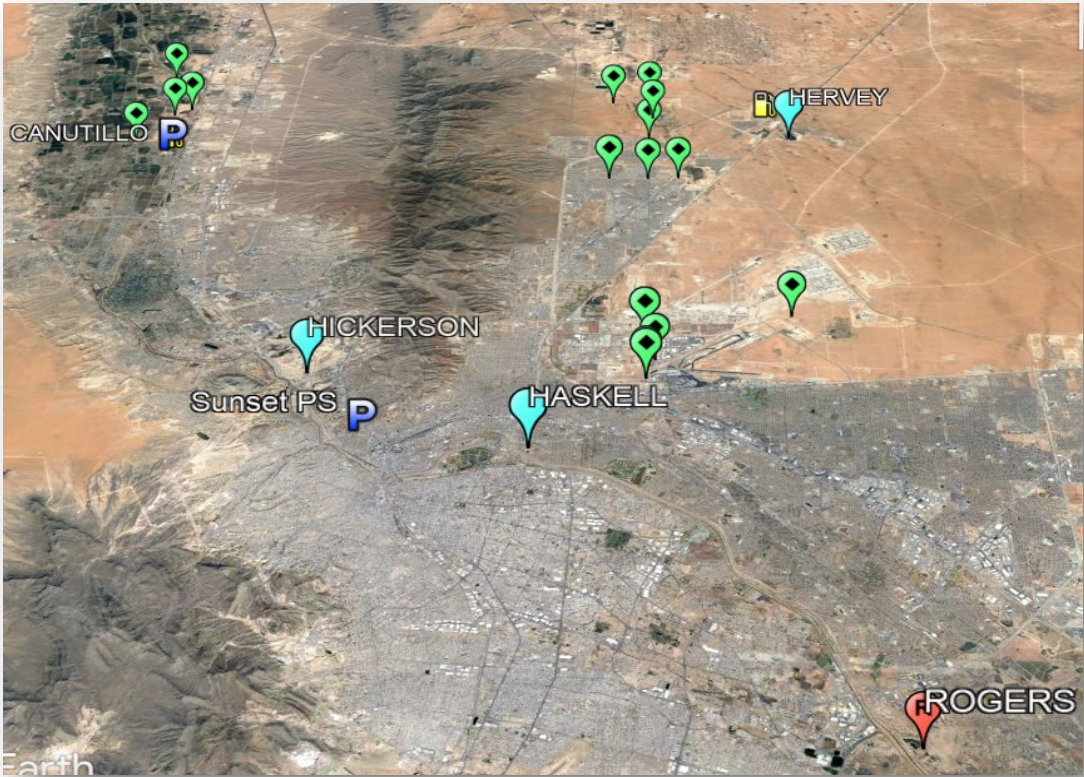 HERVEY
CANUTILLO P
HICKERSON
Sunset PS P
HASKELL
ROGERS
Earth